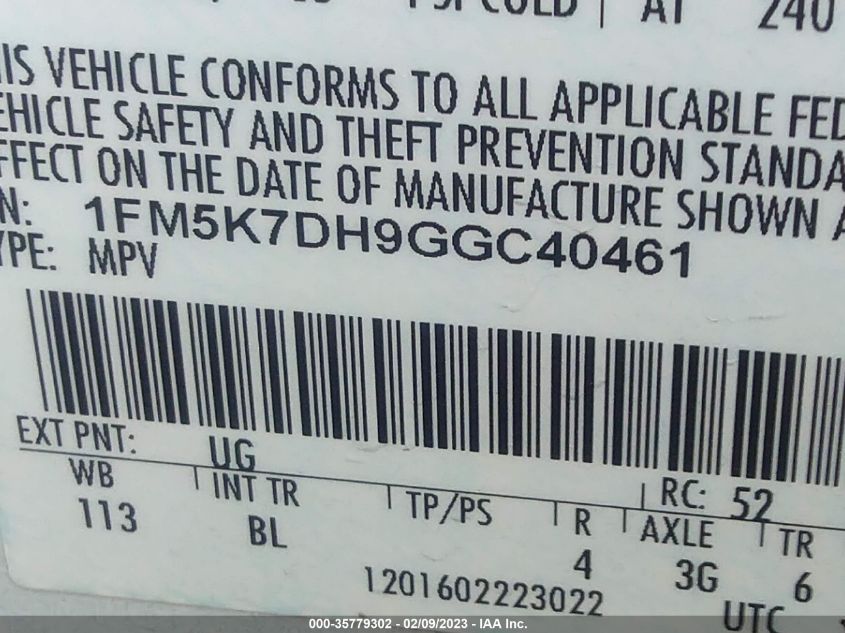 PSI COLD | AT 240
IS VEHICLE CONFORMS TO ALL APPLICABLE FED
EHICLE SAFETY AND THEFT PREVENTION STANDA
FFECT ON THE DATE OF MANUFACTURE SHOWN A
N: 1FM5K7DH9GGC40461
YPE: MPV
EXT PNT: UG RC: 52
WB INT TR TP/PS R AXLE TR
113 BL 4 3G 6
1201602223022 UTC
000-35779302 - 02/09/2023 - IAA Inc.